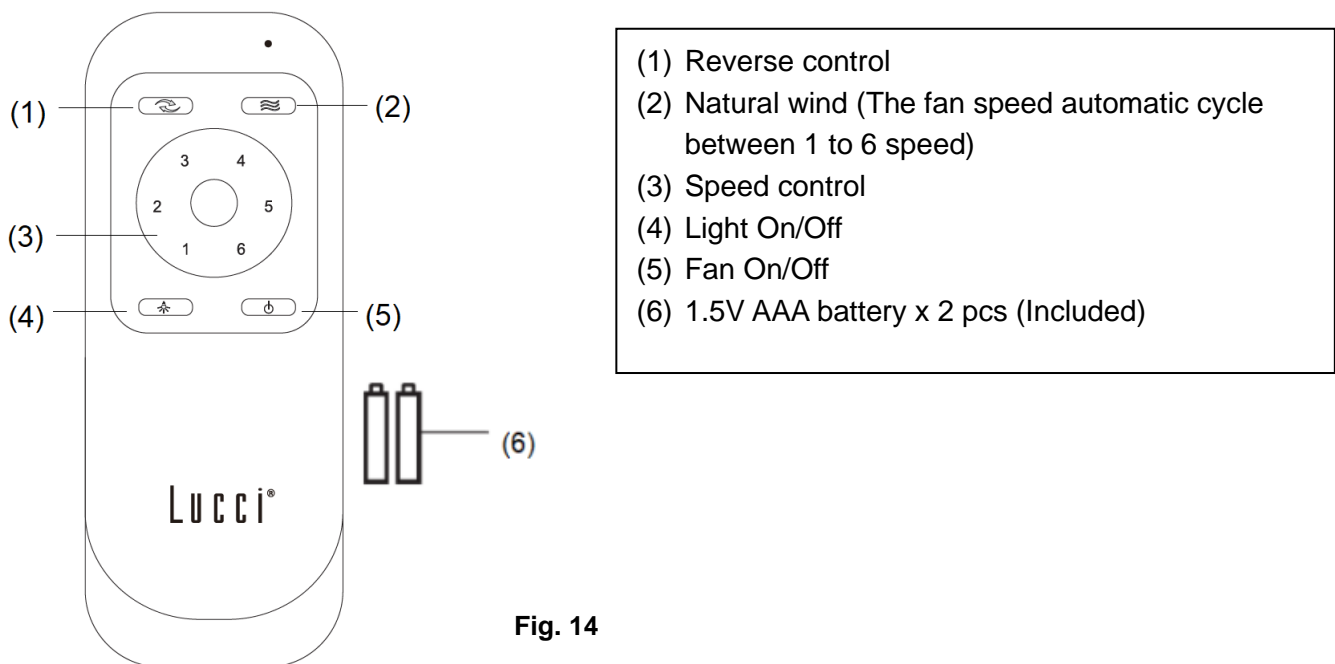 (1)
(2)
3 4
2 5
(3)
1 6
(4)
(5)
(6)
Lucci®
Fig. 14
(1) Reverse control
(2) Natural wind (The fan speed automatic cycle
between 1 to 6 speed)
(3) Speed control
(4) Light On/Off
(5) Fan On/Off
(6) 1.5V AAA battery x 2 pcs (Included)